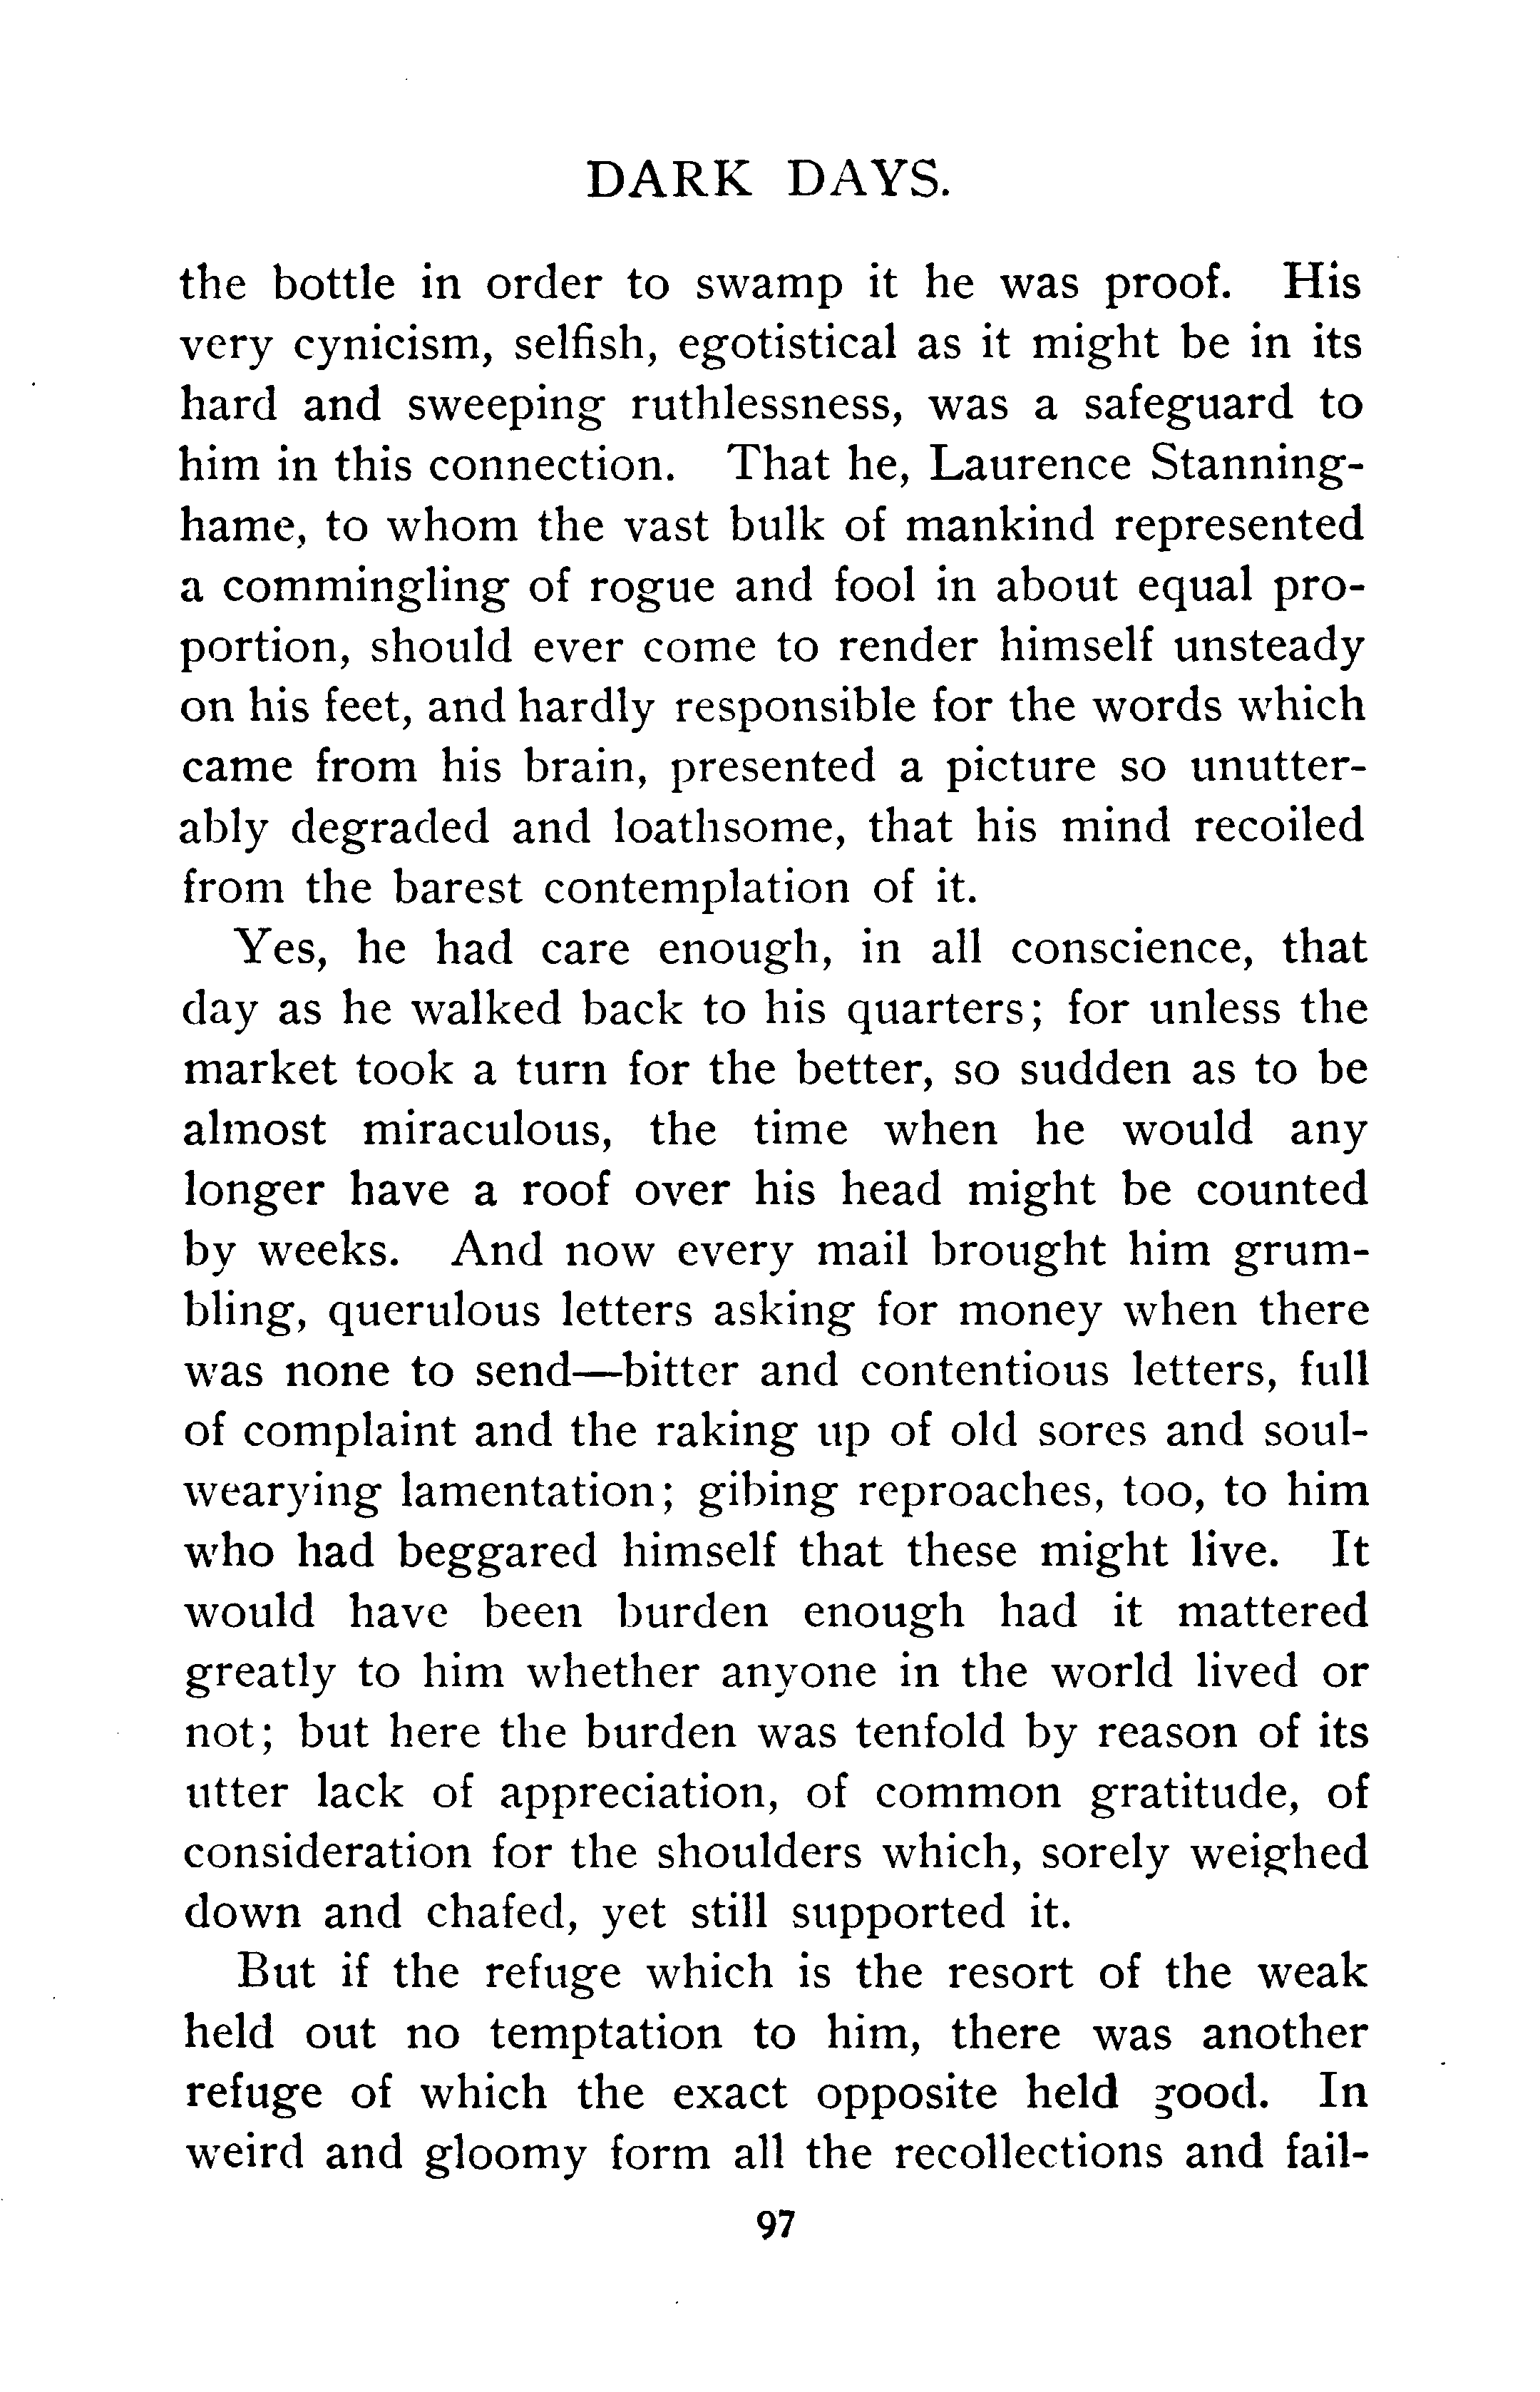 DARK DAYS.
the bottle in order to swamp it he was proof. His
very cynicism, selfish, egotistical as it might be in its
hard and sweeping ruthlessness, was a safeguard to
him in this connection. That he, Laurence Stanning-
hame, to whom the vast bulk of mankind represented
a commingling of rogue and fool in about equal pro-
portion, should ever come to render himself unsteady
on his feet, and hardly responsible for the words which
came from his brain, presented a picture so unutter-
ably degraded and loathsome, that his mind recoiled
from the barest contemplation of it.
Yes, he had care enough, in all conscience, that
day as he walked back to his quarters; for unless the
market took a turn for the better, so sudden as to be
almost miraculous, the time when he would any
longer have a roof over his head might be counted
by weeks. And now every mail brought him grum-
bling, querulous letters asking for money when there
was none to send—bitter and contentious letters, full
of complaint and the raking up of old sores and soul-
wearying lamentation; gibing reproaches, too, to him
who had beggared himself that these might live. It
would have been burden enough had it mattered
greatly to him whether anyone in the world lived or
not; but here the burden was tenfold by reason of its
utter lack of appreciation, of common gratitude, of
consideration for the shoulders which, sorely weighed
down and chafed, yet still supported it.
But if the refuge which is the resort of the weak
held out no temptation to him, there was another
refuge of which the exact opposite held good. In
weird and gloomy form all the recollections and fail-
97